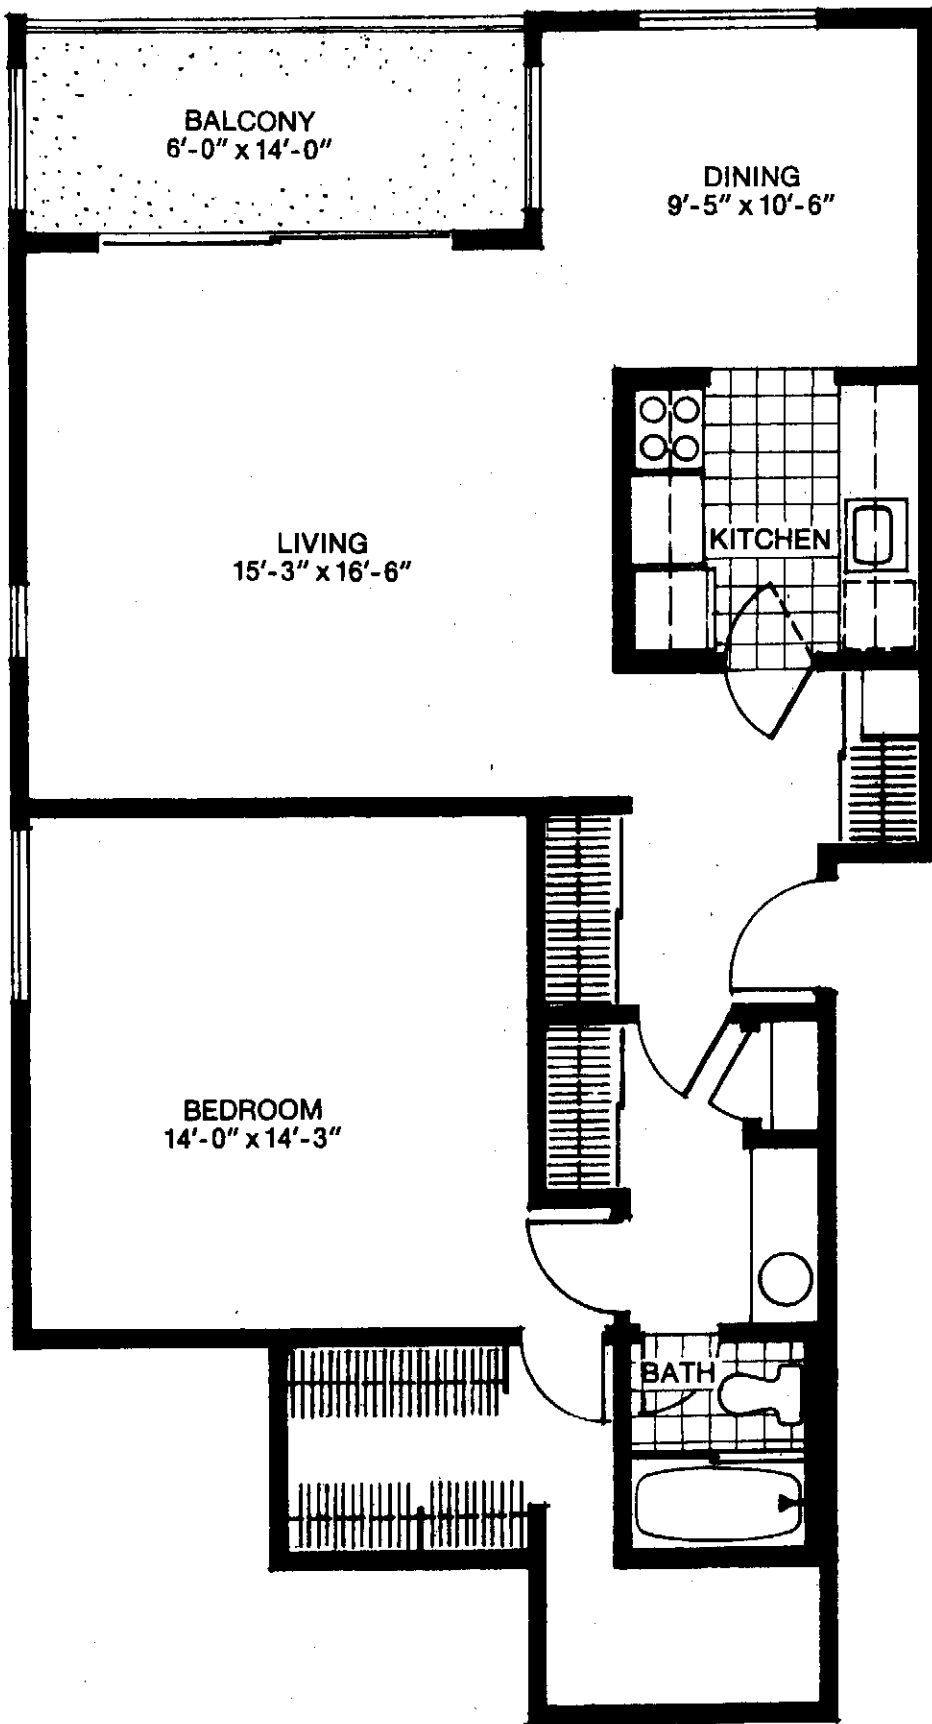 BALCONY
6'-0" x 14'-0"
DINING
9'-5" x 10'-6"
LIVING
15'-3" x 16'-6"
KITCHEN
BEDROOM
14'-0" x 14'-3"
BATH